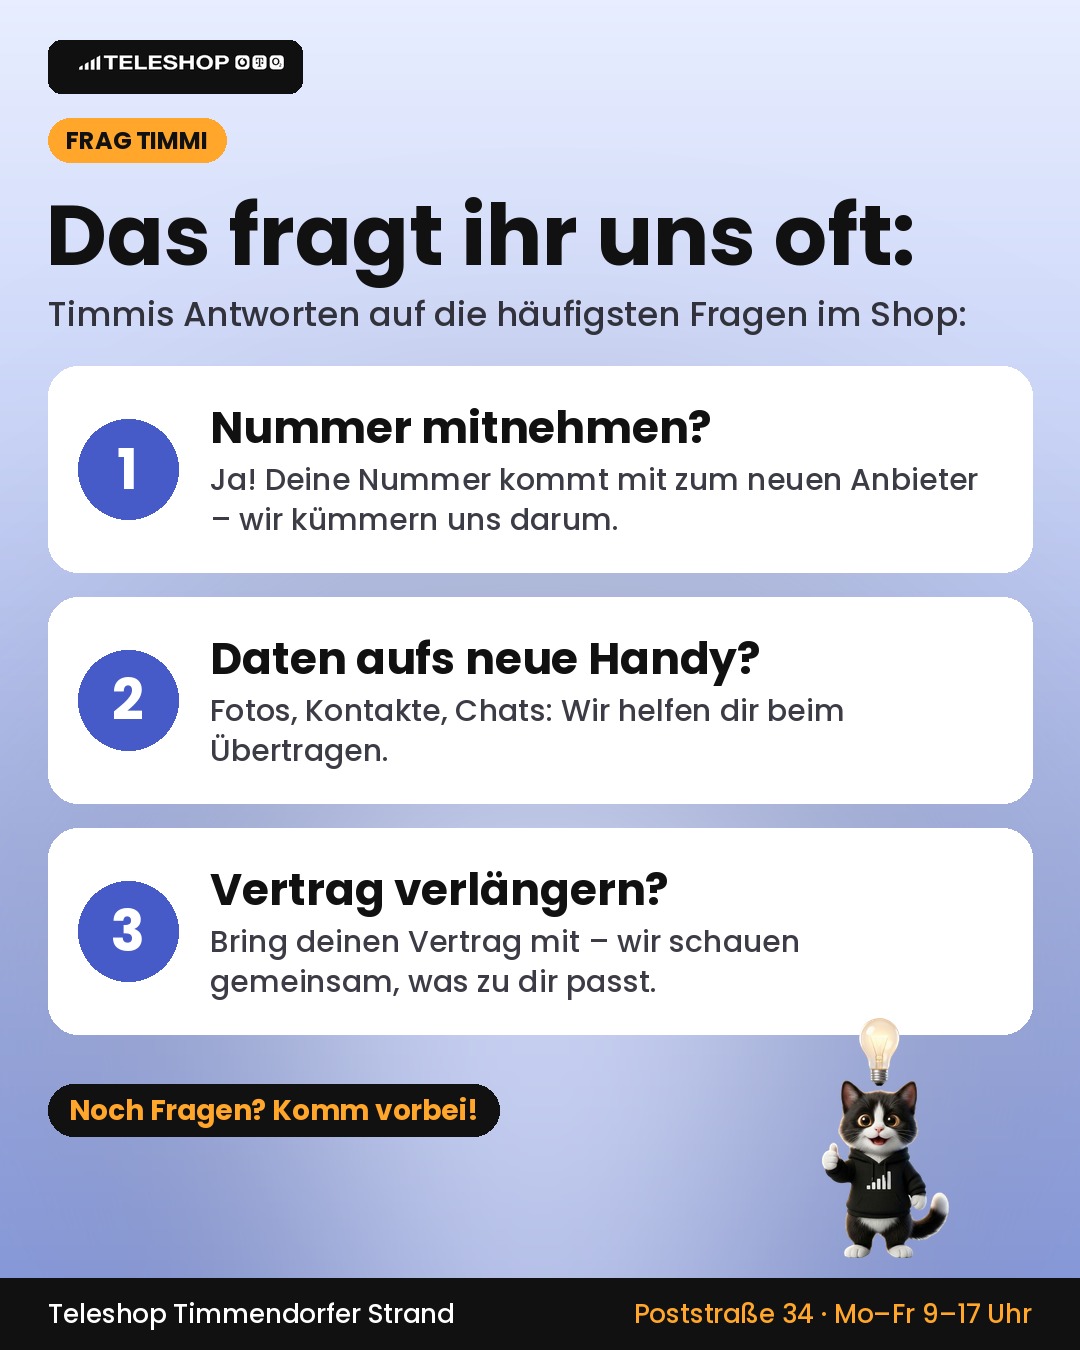 TELESHOP
FRAG TIMMI
Das fragt ihr uns oft:
Timmis Antworten auf die häufigsten Fragen im Shop:
1
Nummer mitnehmen?
Ja! Deine Nummer kommt mit zum neuen Anbieter
– wir kümmern uns darum.
2
Daten aufs neue Handy?
Fotos, Kontakte, Chats: Wir helfen dir beim
Übertragen.
3
Vertrag verlängern?
Bring deinen Vertrag mit – wir schauen
gemeinsam, was zu dir passt.
Noch Fragen? Komm vorbei!
Teleshop Timmendorfer Strand
Poststraße 34 · Mo–Fr 9–17 Uhr